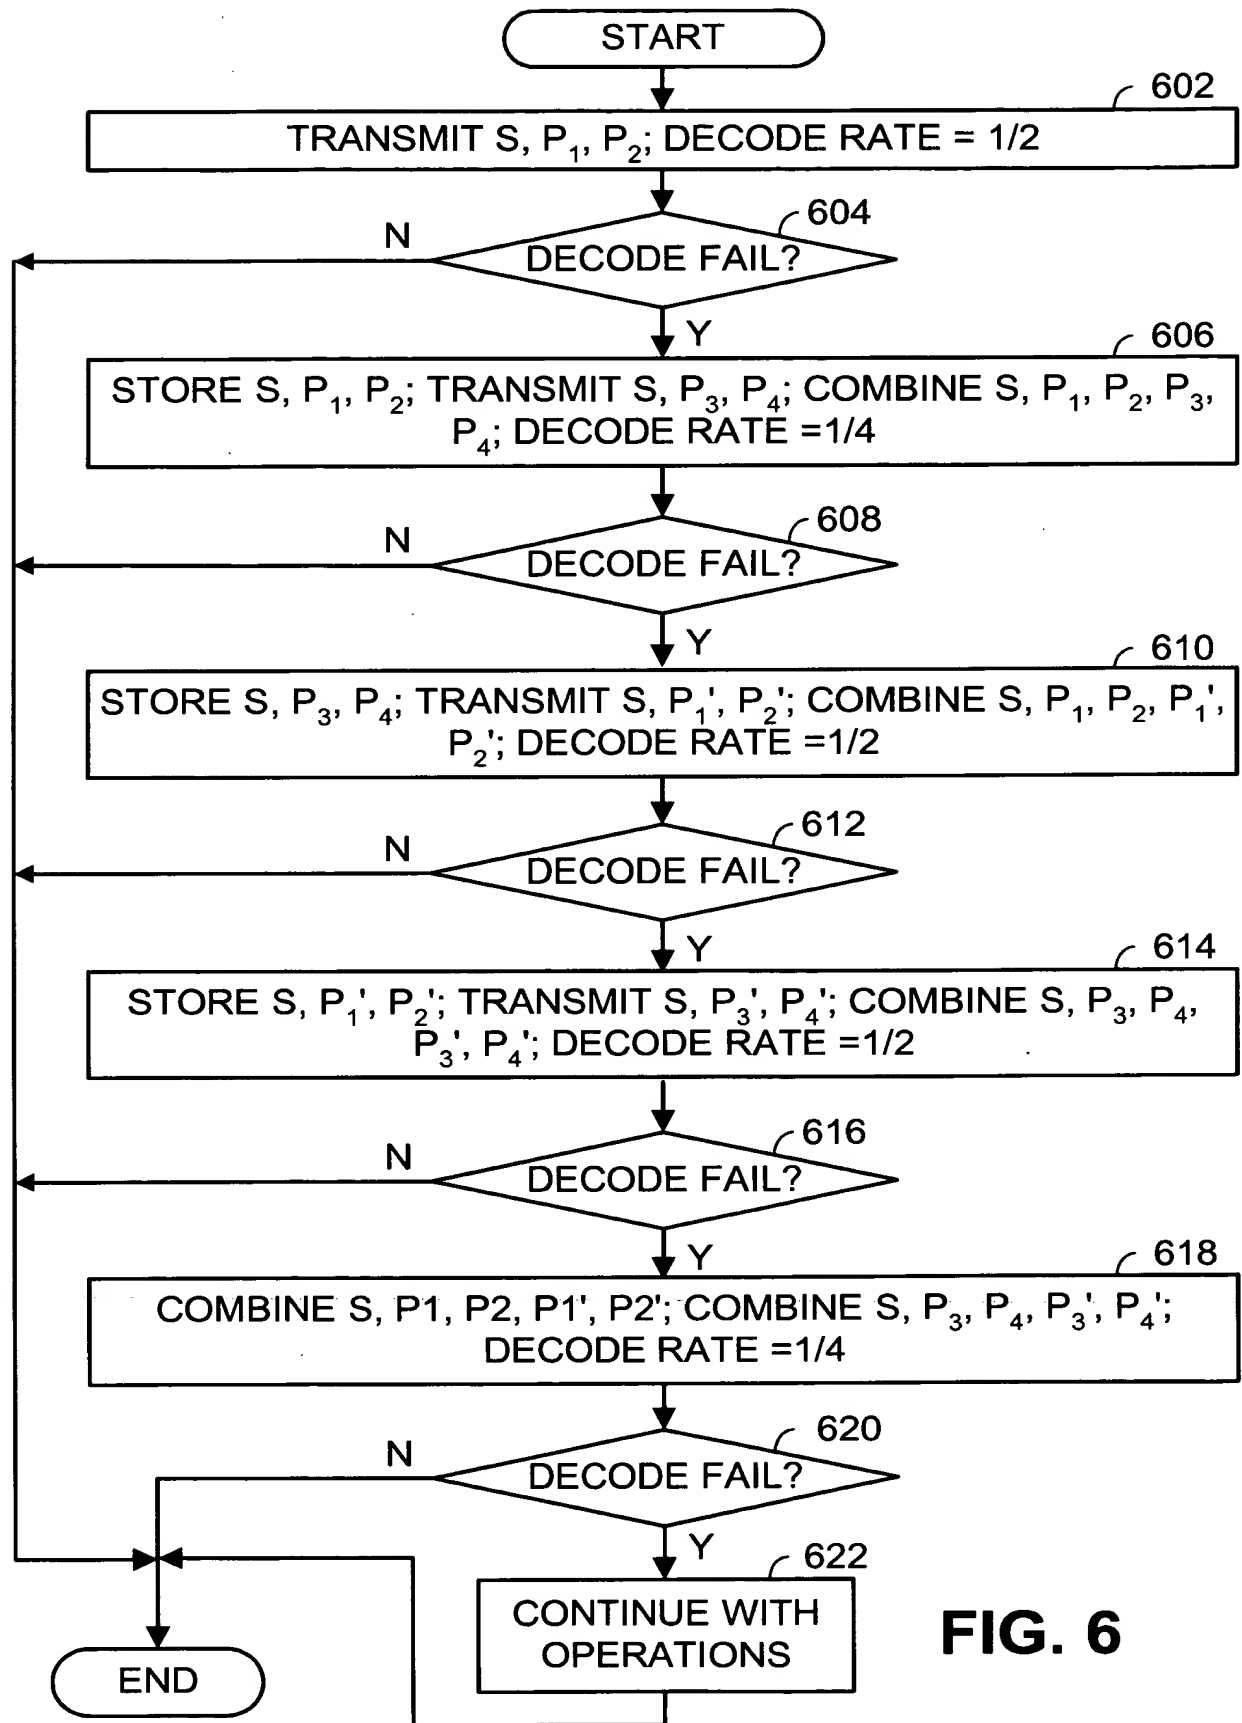 START
602
TRANSMIT S, P₁, P₂; DECODE RATE = 1/2
604
N
DECODE FAIL?
Y
606
STORE S, P₁, P₂; TRANSMIT S, P₃, P₄; COMBINE S, P₁, P₂, P₃,
P₄; DECODE RATE =1/4
608
N
DECODE FAIL?
Y
610
STORE S, P₃, P₄; TRANSMIT S, P₁', P₂'; COMBINE S, P₁, P₂, P₁',
P₂'; DECODE RATE =1/2
612
N
DECODE FAIL?
Y
614
STORE S, P₁', P₂'; TRANSMIT S, P₃', P₄'; COMBINE S, P₃, P₄,
P₃', P₄'; DECODE RATE =1/2
616
N
DECODE FAIL?
Y
618
COMBINE S, P1, P2, P1', P2'; COMBINE S, P₃, P₄, P₃', P₄';
DECODE RATE =1/4
620
N
DECODE FAIL?
Y
622
CONTINUE WITH
OPERATIONS
FIG. 6
END